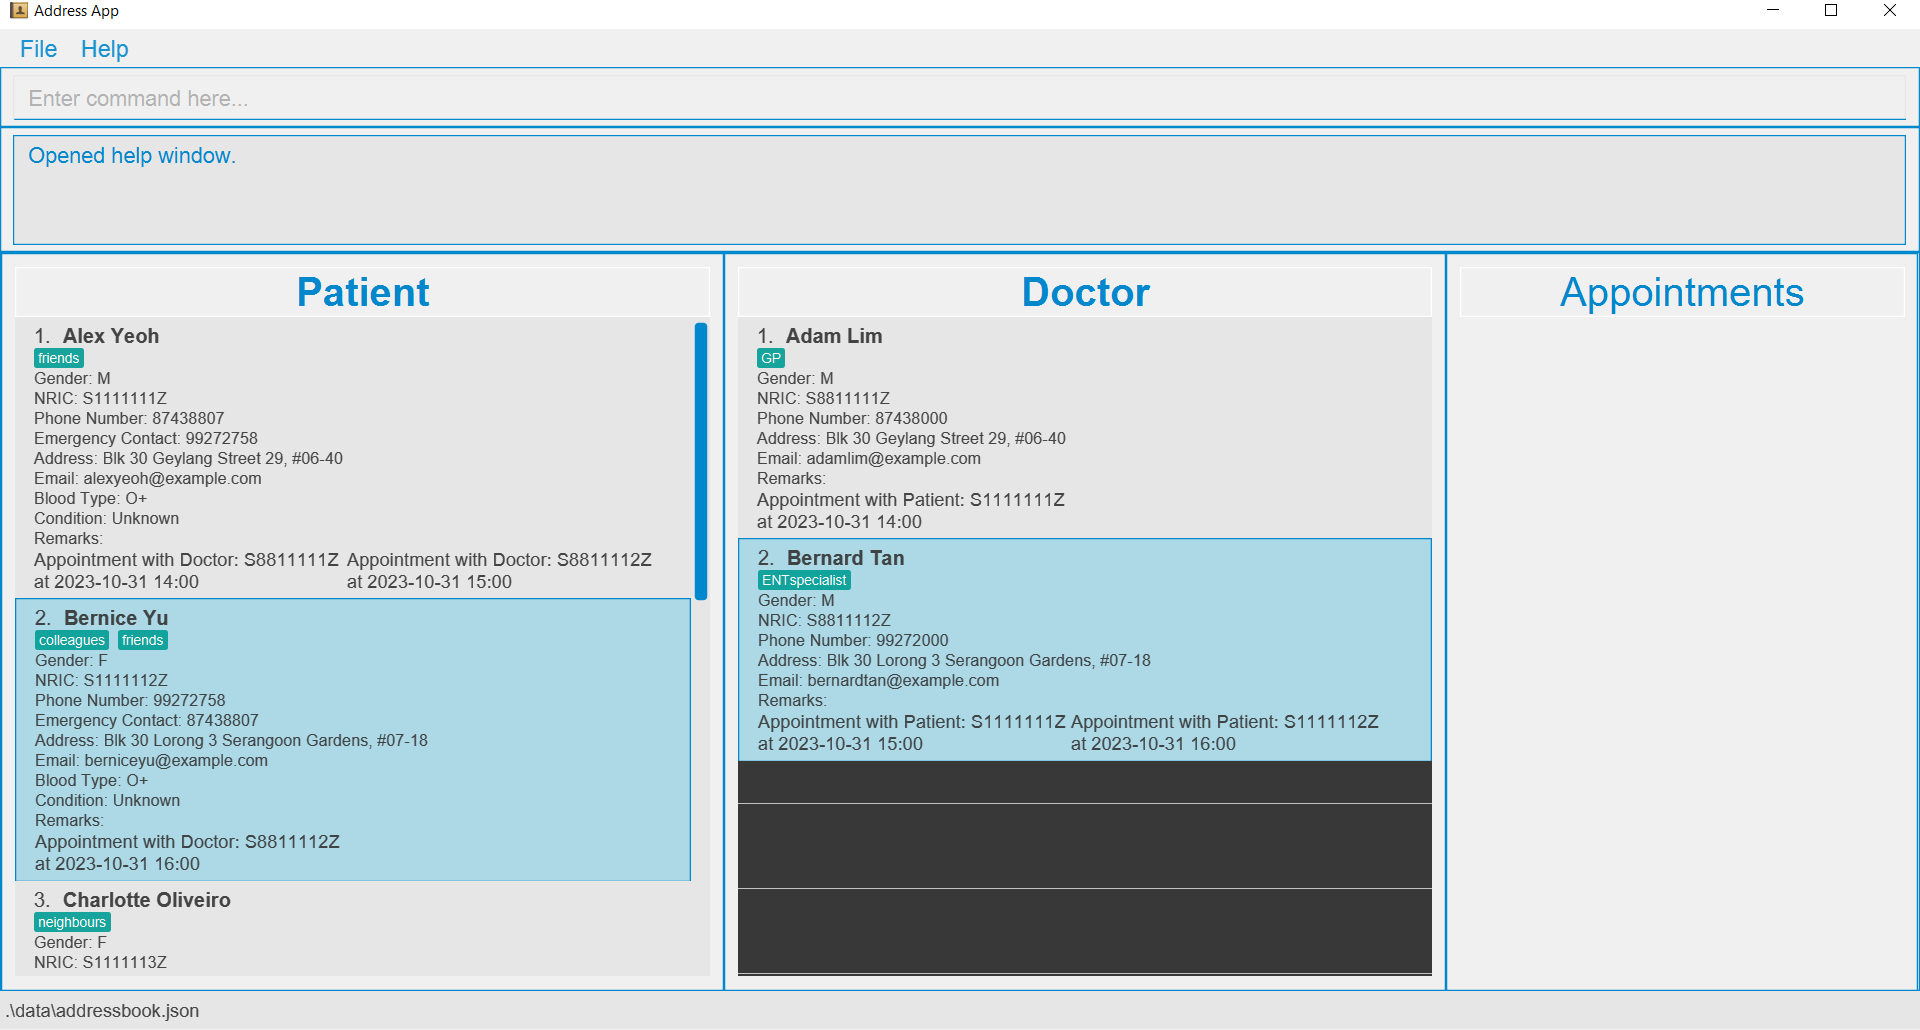 Address App
File Help
Enter command here...
Opened help window.
Patient
1. Alex Yeoh
friends
Gender: M
NRIC: S1111111Z
Phone Number: 87438807
Emergency Contact: 99272758
Address: Blk 30 Geylang Street 29, #06-40
Email: alexyeoh@example.com
Blood Type: O+
Condition: Unknown
Remarks:
Appointment with Doctor: S8811111Z Appointment with Doctor: S8811112Z
at 2023-10-31 14:00 at 2023-10-31 15:00
2. Bernice Yu
colleagues friends
Gender: F
NRIC: S1111112Z
Phone Number: 99272758
Emergency Contact: 87438807
Address: Blk 30 Lorong 3 Serangoon Gardens, #07-18
Email: berniceyu@example.com
Blood Type: O+
Condition: Unknown
Remarks:
Appointment with Doctor: S8811112Z
at 2023-10-31 16:00
3. Charlotte Oliveiro
neighbours
Gender: F
NRIC: S1111113Z
Doctor
1. Adam Lim
GP
Gender: M
NRIC: S8811111Z
Phone Number: 87438000
Address: Blk 30 Geylang Street 29, #06-40
Email: adamlim@example.com
Remarks:
Appointment with Patient: S1111111Z
at 2023-10-31 14:00
2. Bernard Tan
ENTspecialist
Gender: M
NRIC: S8811112Z
Phone Number: 99272000
Address: Blk 30 Lorong 3 Serangoon Gardens, #07-18
Email: bernardtan@example.com
Remarks:
Appointment with Patient: S1111111Z Appointment with Patient: S1111112Z
at 2023-10-31 15:00 at 2023-10-31 16:00
Appointments
.\data\addressbook.json